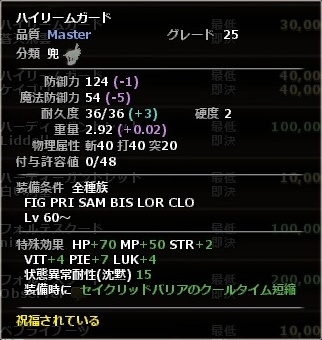 ハイリームガード
品質 Master グレード 25
分類 兜
防御力 124 (-1)
魔法防御力 54 (-5)
耐久度 36/36 (+3) 硬度 2
重量 2.92 (+0.02)
物理属性 斬40 打40 突20
付与許容値 0/48
装備条件 全種族
FIG PRI SAM BIS LOR CLO
Lv 60～
特殊効果 HP+70 MP+50 STR+2
VIT+4 PIE+7 LUK+4
状態異常耐性(沈黙) 15
装備時に セイクリッドバリアのクールタイム短縮
祝福されている